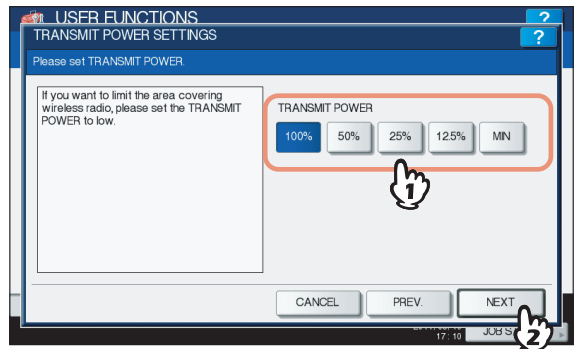 USER FUNCTIONS
?
TRANSMIT POWER SETTINGS
?
Please set TRANSMIT POWER.
If you want to limit the area covering
wireless radio, please set the TRANSMIT
POWER to low.
TRANSMIT POWER
100% 50% 25% 12.5% MIN
1
CANCEL PREV. NEXT
17:10 JOB S
2